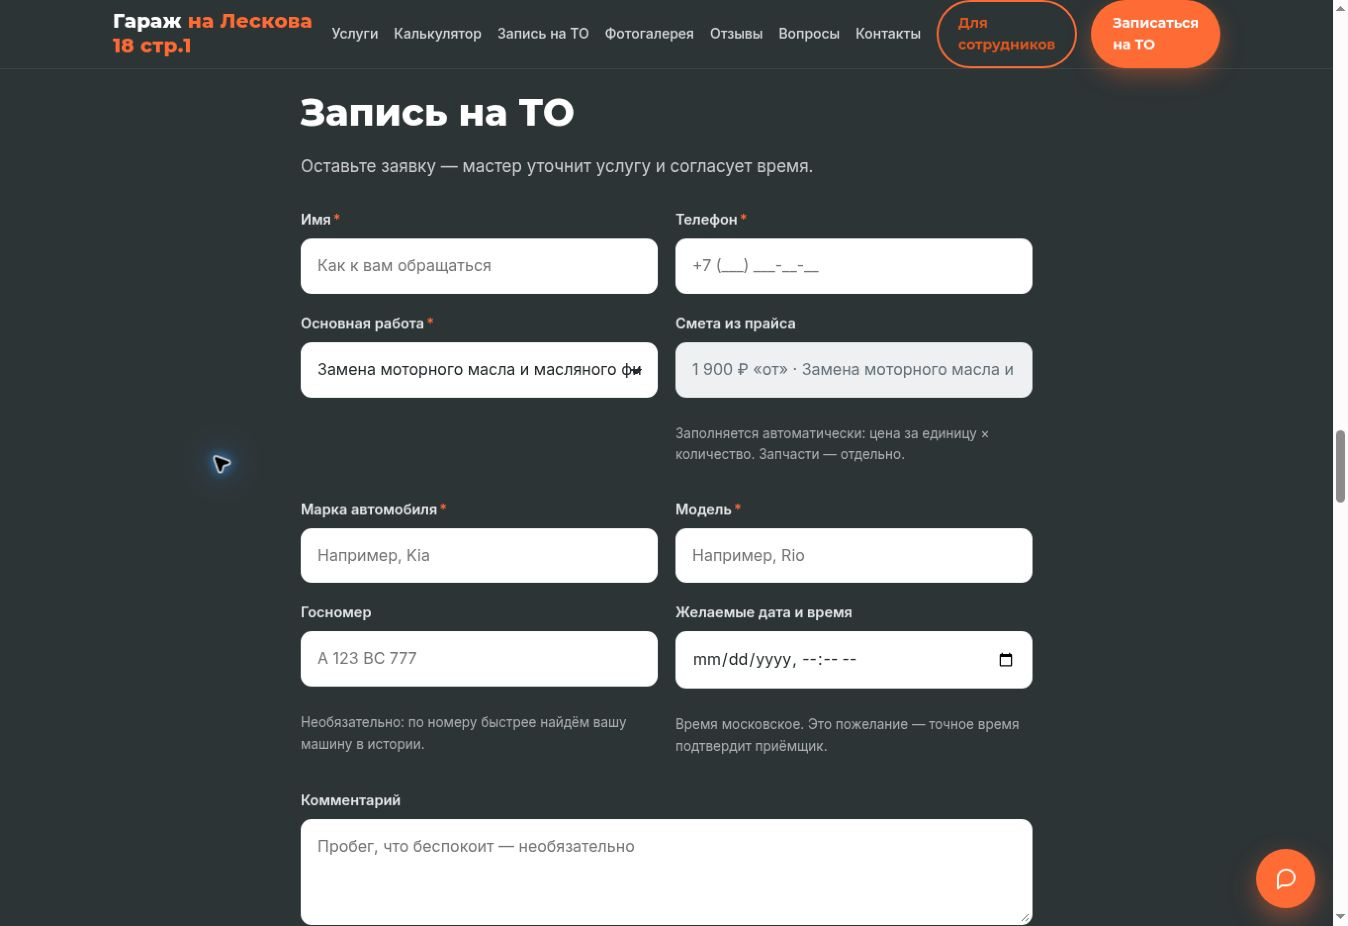 Гараж на Лескова
18 стр.1
Услуги
Калькулятор
Запись на ТО
Фотогалерея
Отзывы
Вопросы
Контакты
Для
сотрудников
Записаться
на ТО
Запись на ТО
Оставьте заявку — мастер уточнит услугу и согласует время.
Имя *
Телефон *
Как к вам обращаться
+7 (___) ___-__-__
Основная работа *
Смета из прайса
Замена моторного масла и масляного
1 900 ₽ «от» · Замена моторного масла и
Заполняется автоматически: цена за единицу ×
количество. Запчасти — отдельно.
Марка автомобиля *
Модель *
Например, Kia
Например, Rio
Госномер
Желаемые дата и время
А 123 ВС 777
mm/dd/yyyy, --:-- --
Необязательно: по номеру быстрее найдём вашу
машину в истории.
Время московское. Это пожелание — точное время
подтвердит приёмщик.
Комментарий
Пробег, что беспокоит — необязательно